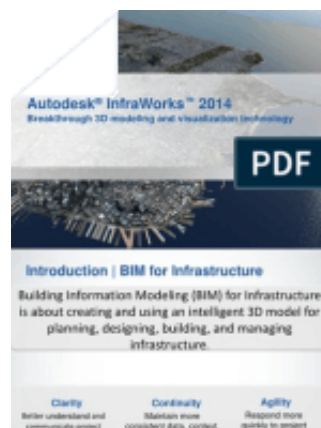 Autodesk® InfraWorks™ 2014
Breakthrough 3D modeling and visualization technology
PDF
Introduction | BIM for Infrastructure
Building Information Modeling (BIM) for Infrastructure
is about creating and using an intelligent 3D model for
planning, designing, building, and managing
infrastructure.
Clarity
Better understand and
communicate project
Continuity
Maintain more
consistent data, context
Agility
Respond more
quickly to project